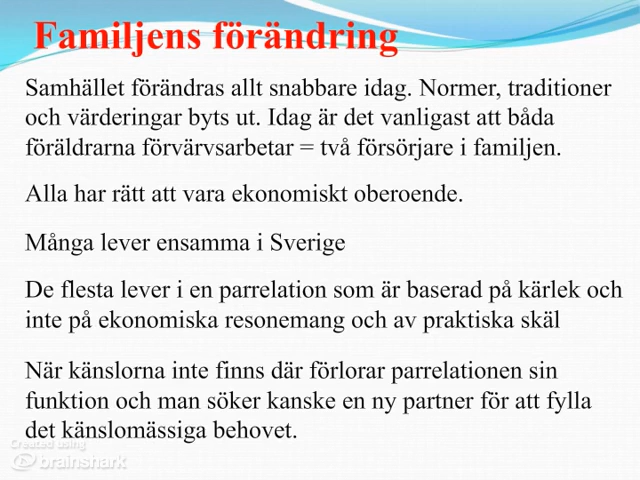 Familjens förändring
Samhället förändras allt snabbare idag. Normer, traditioner
och värderingar byts ut. Idag är det vanligast att båda
föräldrarna förvärvsarbetar = två försörjare i familjen.
Alla har rätt att vara ekonomiskt oberoende.
Många lever ensamma i Sverige
De flesta lever i en parrelation som är baserad på kärlek och
inte på ekonomiska resonemang och av praktiska skäl
När känslorna inte finns där förlorar parrelationen sin
funktion och man söker kanske en ny partner för att fylla
det känslomässiga behovet.
Created using
brainshark